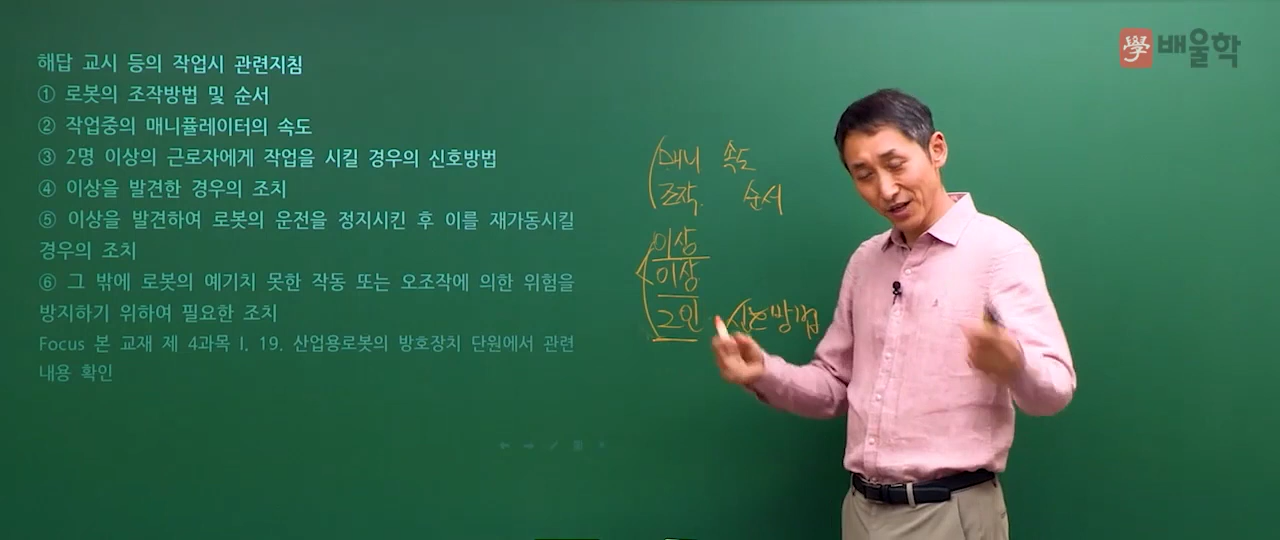 해답 교시 등의 작업시 관련지침
① 로봇의 조작방법 및 순서
② 작업중의 매니퓰레이터의 속도
③ 2명 이상의 근로자에게 작업을 시킬 경우의 신호방법
④ 이상을 발견한 경우의 조치
⑤ 이상을 발견하여 로봇의 운전을 정지시킨 후 이를 재가동시킬
경우의 조치
⑥ 그 밖에 로봇의 예기치 못한 작동 또는 오조작에 의한 위험을
방지하기 위하여 필요한 조치
Focus 본 교재 제 4과목 I. 19. 산업용로봇의 방호장치 단원에서 관련
내용 확인
매니 속도
조작. 순서
이상
이상
2인 신호방법
學 배울학